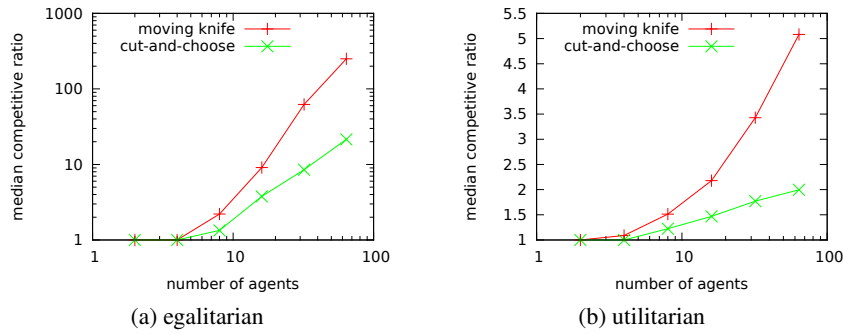 1000
100
10
1
1
10
100
median competitive ratio
number of agents
moving knife
cut-and-choose
(a) egalitarian
5.5
5
4.5
4
3.5
3
2.5
2
1.5
1
1
10
100
median competitive ratio
number of agents
moving knife
cut-and-choose
(b) utilitarian